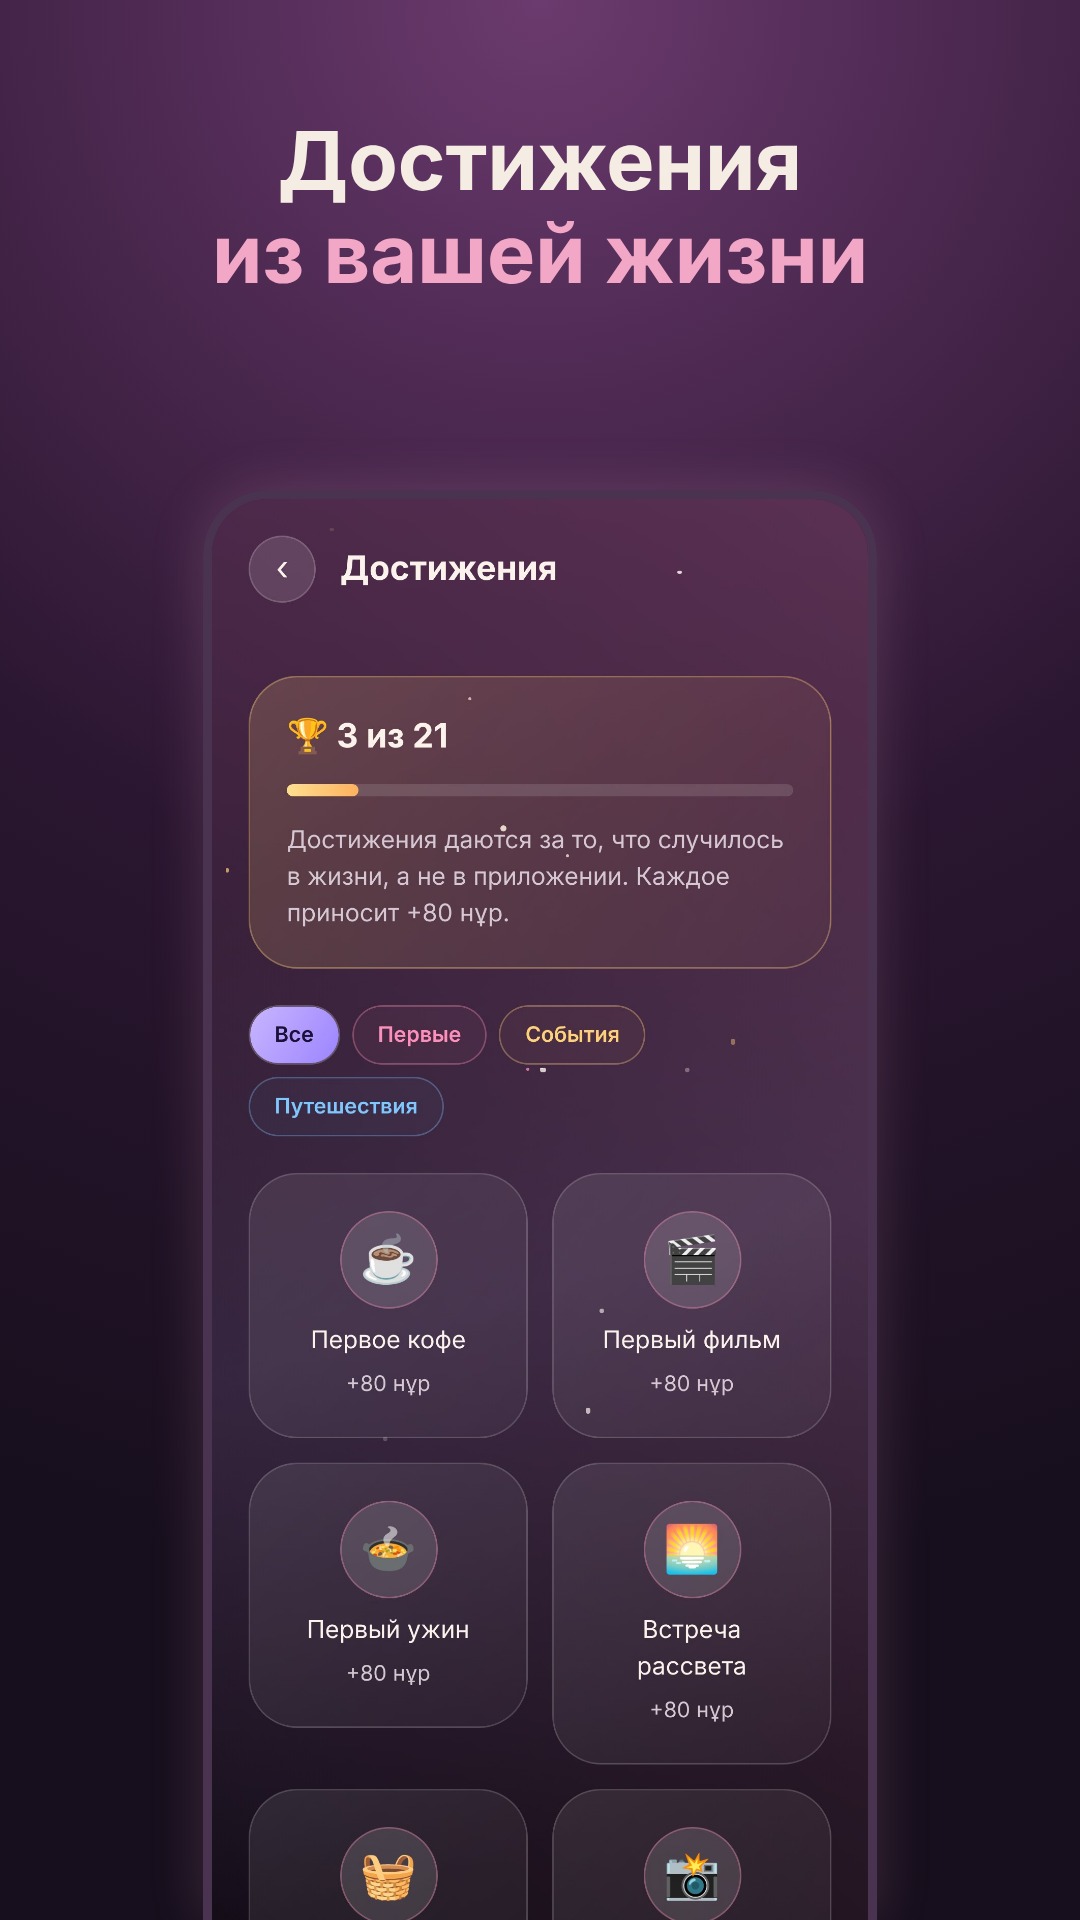 Достижения
из вашей жизни
‹ Достижения
🏆 3 из 21
Достижения даются за то, что случилось
в жизни, а не в приложении. Каждое
приносит +80 нұр.
Все Первые События
Путешествия
Первое кофе
+80 нұр
Первый фильм
+80 нұр
Первый ужин
+80 нұр
Встреча
рассвета
+80 нұр